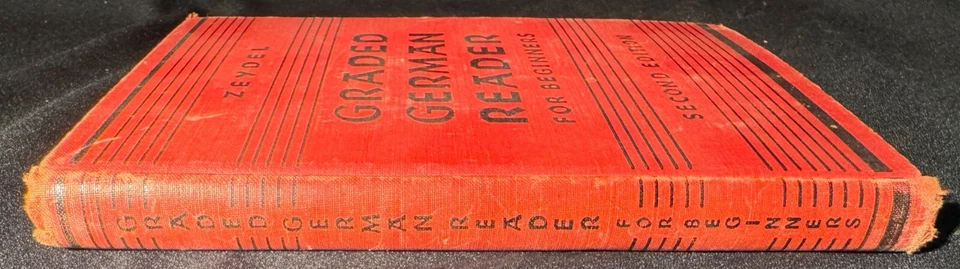 ZEYDEL
GRADED
GERMAN
READER
FOR BEGINNERS
SECOND EDITION
GRADED GERMAN READER FOR BEGINNERS